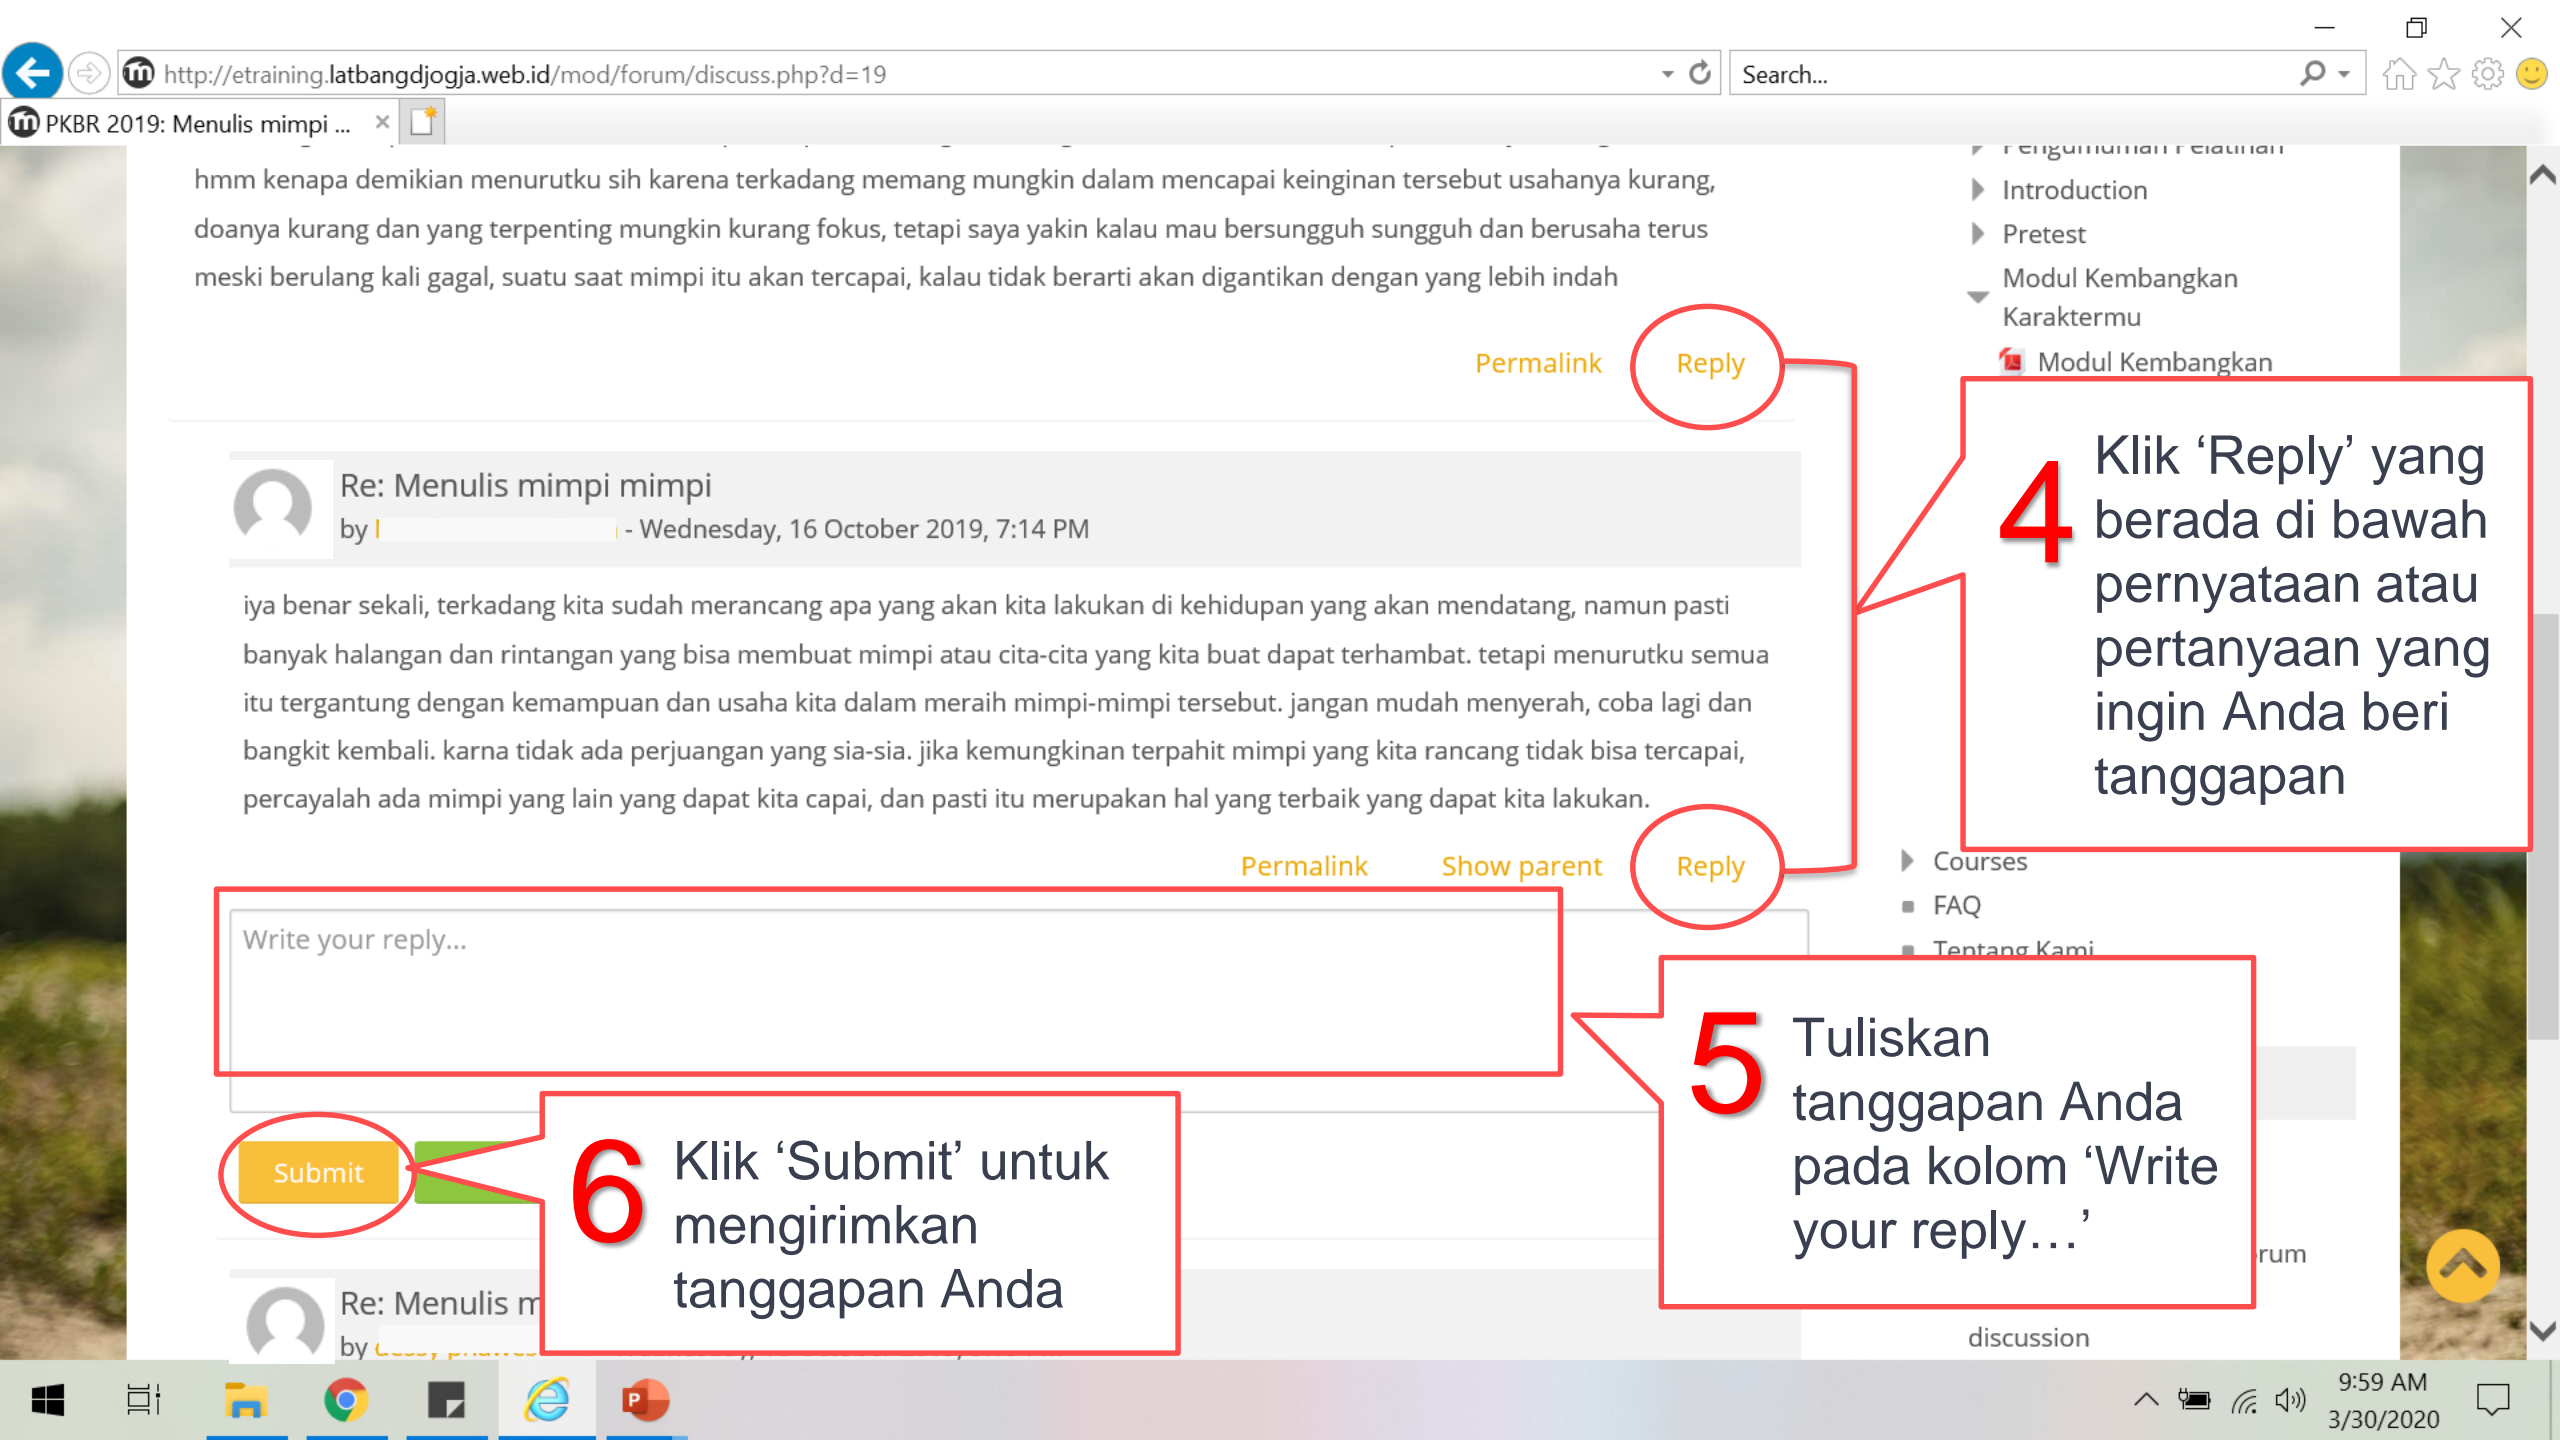 http://etraining.latbangdjogja.web.id/mod/forum/discuss.php?d=19
Search...
PKBR 2019: Menulis mimpi ...
hmm kenapa demikian menurutku sih karena terkadang memang mungkin dalam mencapai keinginan tersebut usahanya kurang,
doanya kurang dan yang terpenting mungkin kurang fokus, tetapi saya yakin kalau mau bersungguh sungguh dan berusaha terus
meski berulang kali gagal, suatu saat mimpi itu akan tercapai, kalau tidak berarti akan digantikan dengan yang lebih indah
Permalink Reply
Re: Menulis mimpi mimpi
by - Wednesday, 16 October 2019, 7:14 PM
iya benar sekali, terkadang kita sudah merancang apa yang akan kita lakukan di kehidupan yang akan mendatang, namun pasti
banyak halangan dan rintangan yang bisa membuat mimpi atau cita-cita yang kita buat dapat terhambat. tetapi menurutku semua
itu tergantung dengan kemampuan dan usaha kita dalam meraih mimpi-mimpi tersebut. jangan mudah menyerah, coba lagi dan
bangkit kembali. karna tidak ada perjuangan yang sia-sia. jika kemungkinan terpahit mimpi yang kita rancang tidak bisa tercapai,
percayalah ada mimpi yang lain yang dapat kita capai, dan pasti itu merupakan hal yang terbaik yang dapat kita lakukan.
Permalink Show parent Reply
Write your reply...
Submit
Re: Menulis
by
Pengumuman Pelatihan
Introduction
Pretest
Modul Kembangkan
Karaktermu
Modul Kembangkan
4
Klik ‘Reply’ yang
berada di bawah
pernyataan atau
pertanyaan yang
ingin Anda beri
tanggapan
Courses
FAQ
Tentang Kami
5
Tuliskan
tanggapan Anda
pada kolom ‘Write
your reply…’
6
Klik ‘Submit’ untuk
mengirimkan
tanggapan Anda
rum
discussion
9:59 AM
3/30/2020